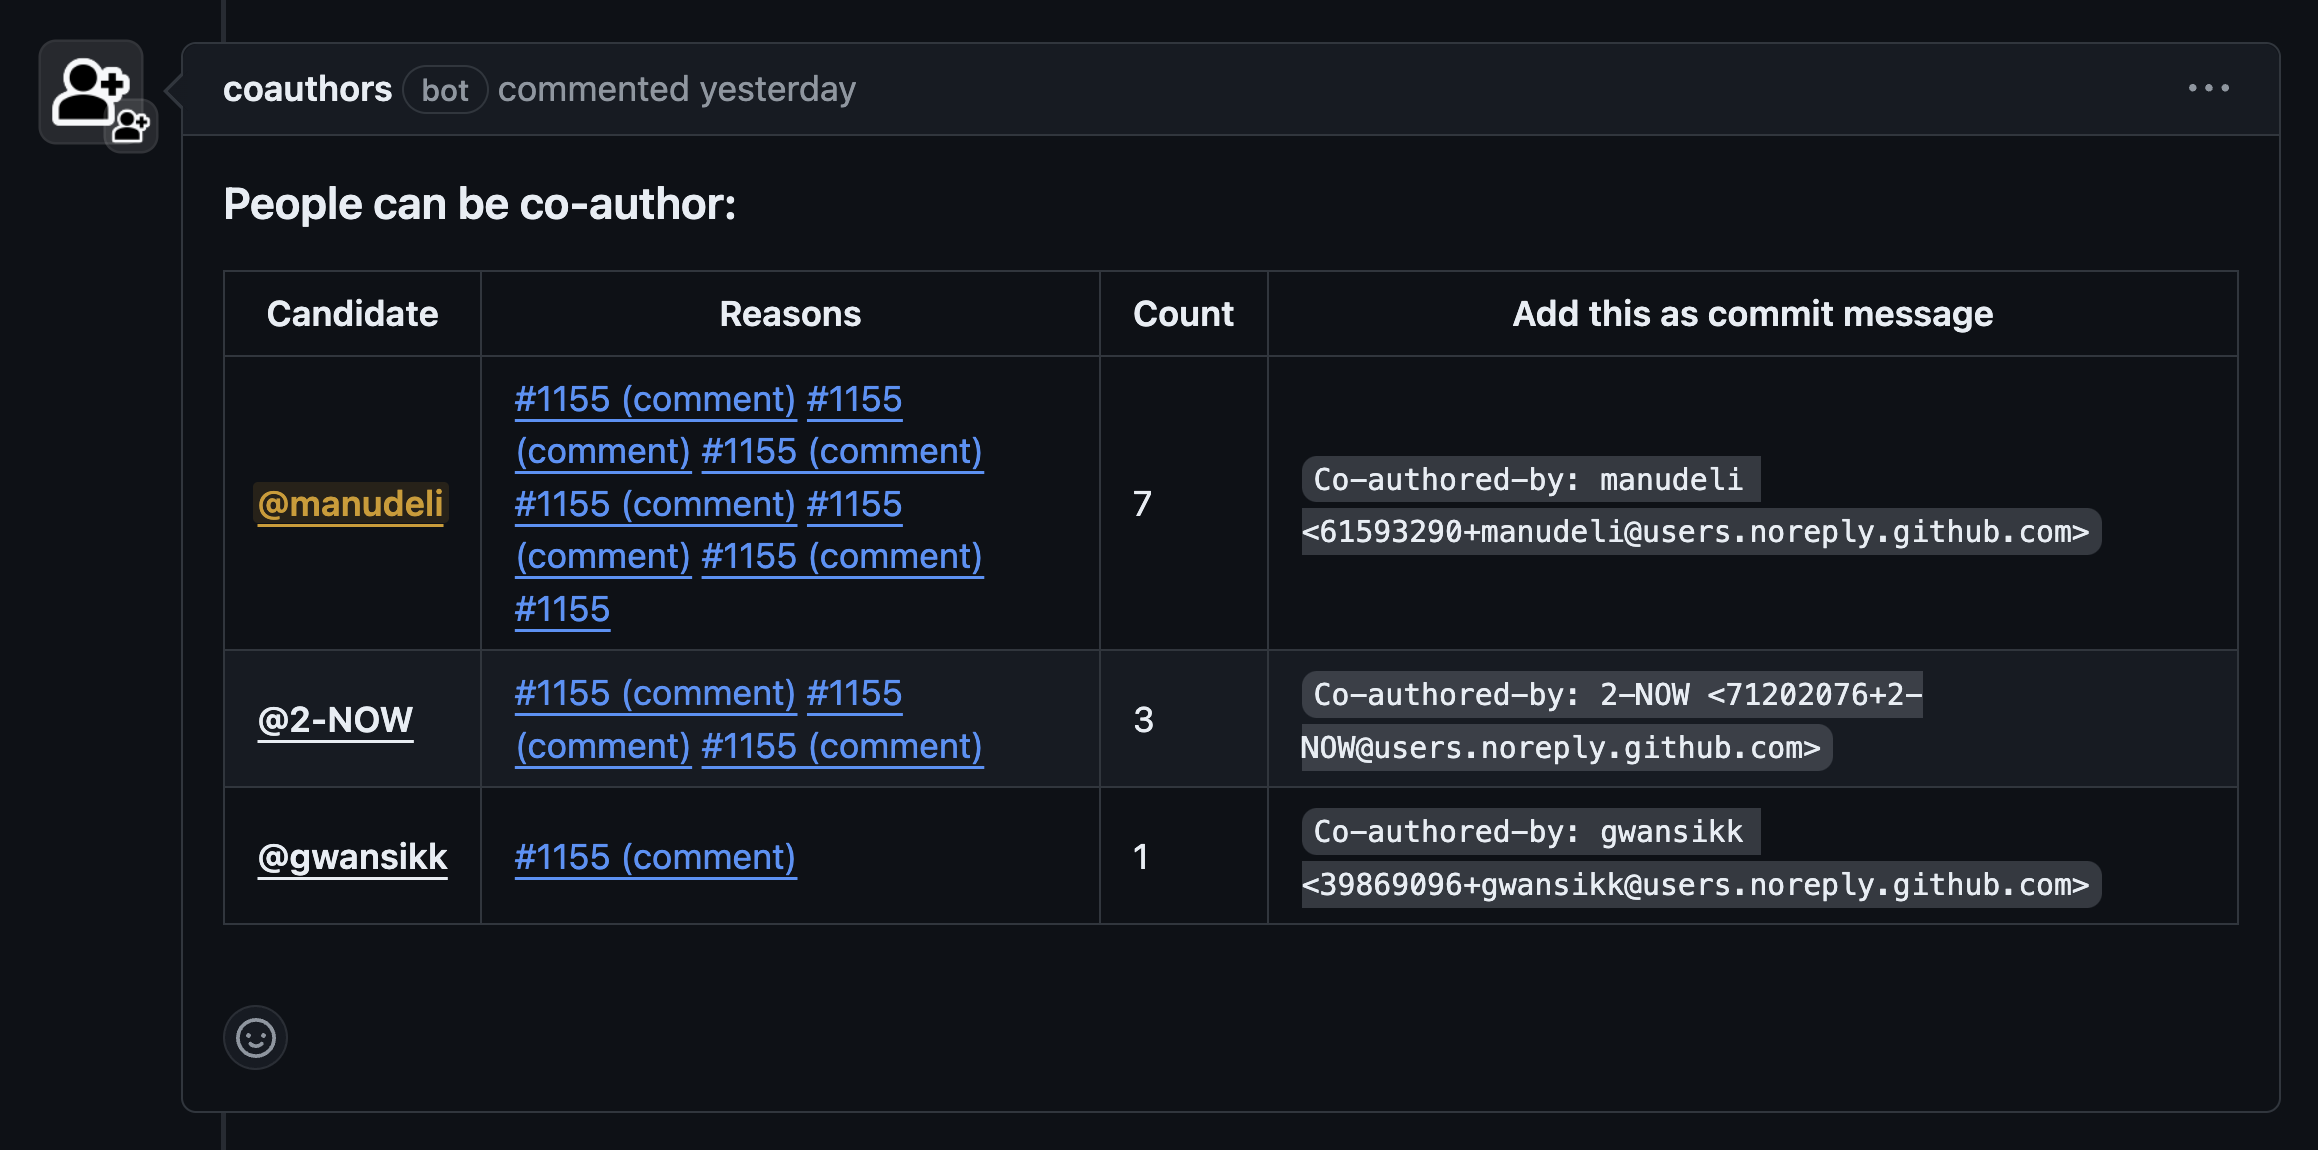 coauthors bot commented yesterday
People can be co-author:
Candidate Reasons Count Add this as commit message
#1155 (comment) #1155
(comment) #1155 (comment)
#1155 (comment) #1155
(comment) #1155 (comment)
#1155
@manudeli
7
Co-authored-by: manudeli
<61593290+manudeli@users.noreply.github.com>
@2-NOW
#1155 (comment) #1155
(comment) #1155 (comment)
3
Co-authored-by: 2-NOW <71202076+2-
NOW@users.noreply.github.com>
@gwansikk
#1155 (comment)
1
Co-authored-by: gwansikk
<39869096+gwansikk@users.noreply.github.com>